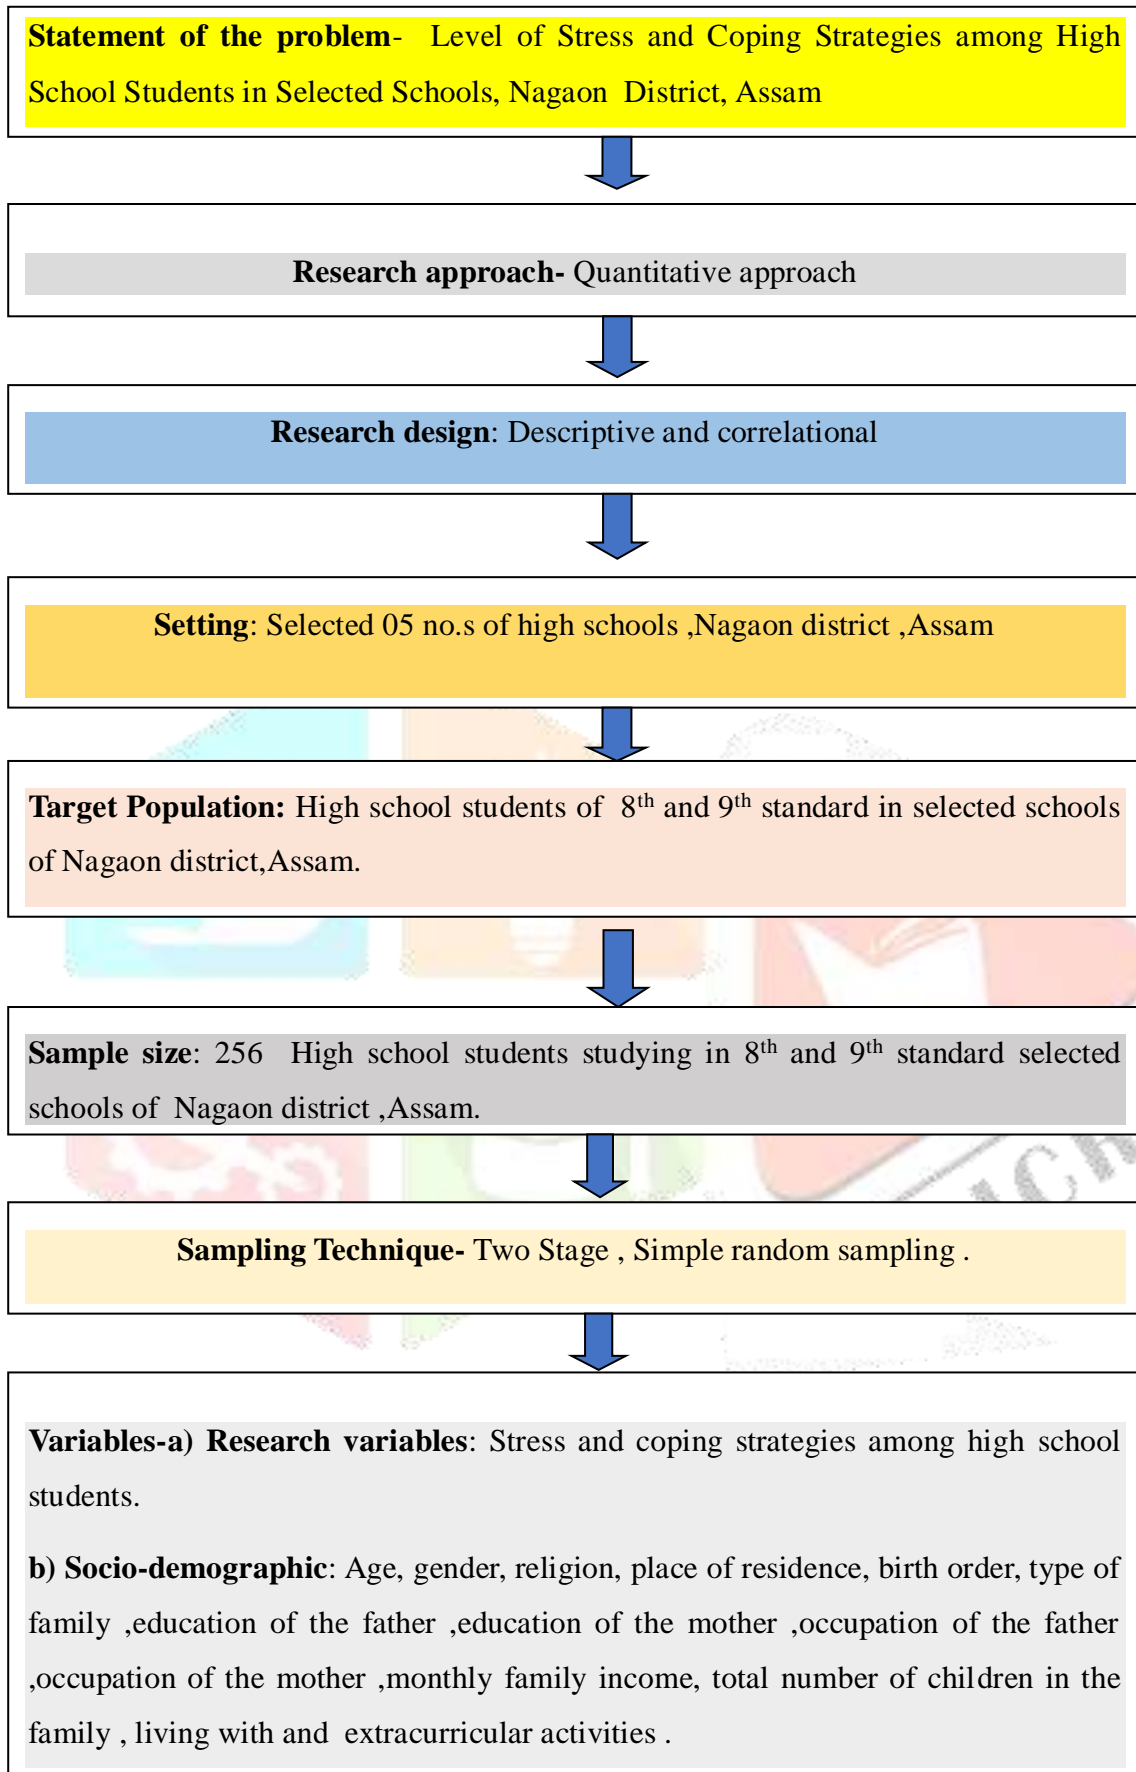 Statement of the problem- Level of Stress and Coping Strategies among High
School Students in Selected Schools, Nagaon District, Assam
Research approach- Quantitative approach
Research design: Descriptive and correlational
Setting: Selected 05 no.s of high schools ,Nagaon district ,Assam
Target Population: High school students of 8th and 9th standard in selected schools
of Nagaon district,Assam.
Sample size: 256 High school students studying in 8th and 9th standard selected
schools of Nagaon district ,Assam.
Sampling Technique- Two Stage , Simple random sampling .
Variables-a) Research variables: Stress and coping strategies among high school
students.
b) Socio-demographic: Age, gender, religion, place of residence, birth order, type of
family ,education of the father ,education of the mother ,occupation of the father
,occupation of the mother ,monthly family income, total number of children in the
family , living with and extracurricular activities .